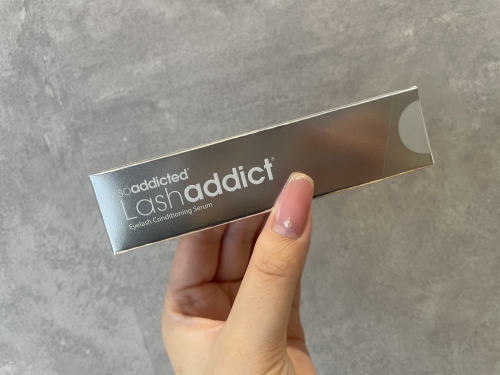 soaddicted®
Lashaddict®
Eyelash Conditioning Serum